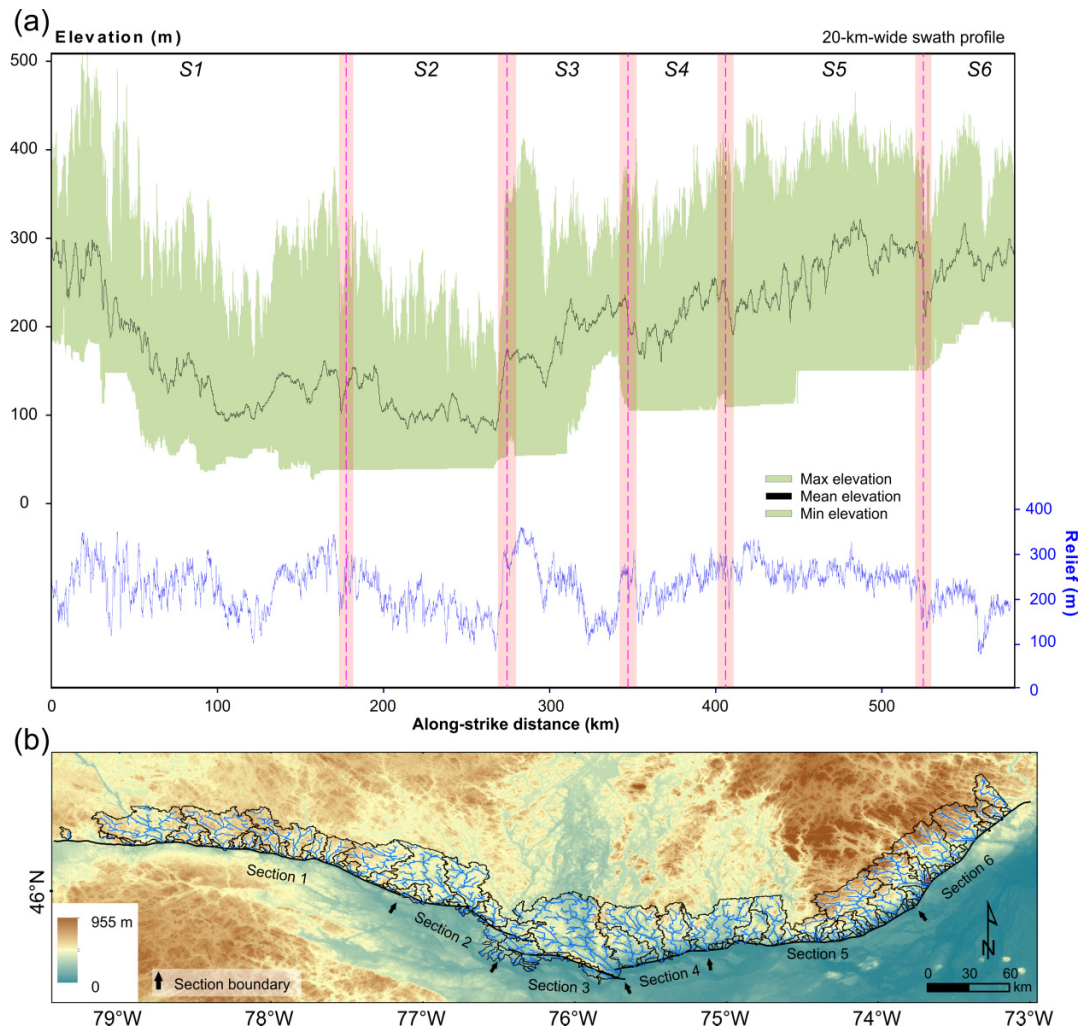 (a)
Elevation (m)
20-km-wide swath profile
500
S1
S2
S3
S4
S5
S6
400
300
200
100
0
Max elevation
Mean elevation
Min elevation
400
300
200
100
0
Relief (m)
0
100
200
300
400
500
Along-strike distance (km)
(b)
46°N
Section 1
Section 2
Section 3
Section 4
Section 5
Section 6
955 m
0
Section boundary
N
0
30
60
km
79°W
78°W
77°W
76°W
75°W
74°W
73°W